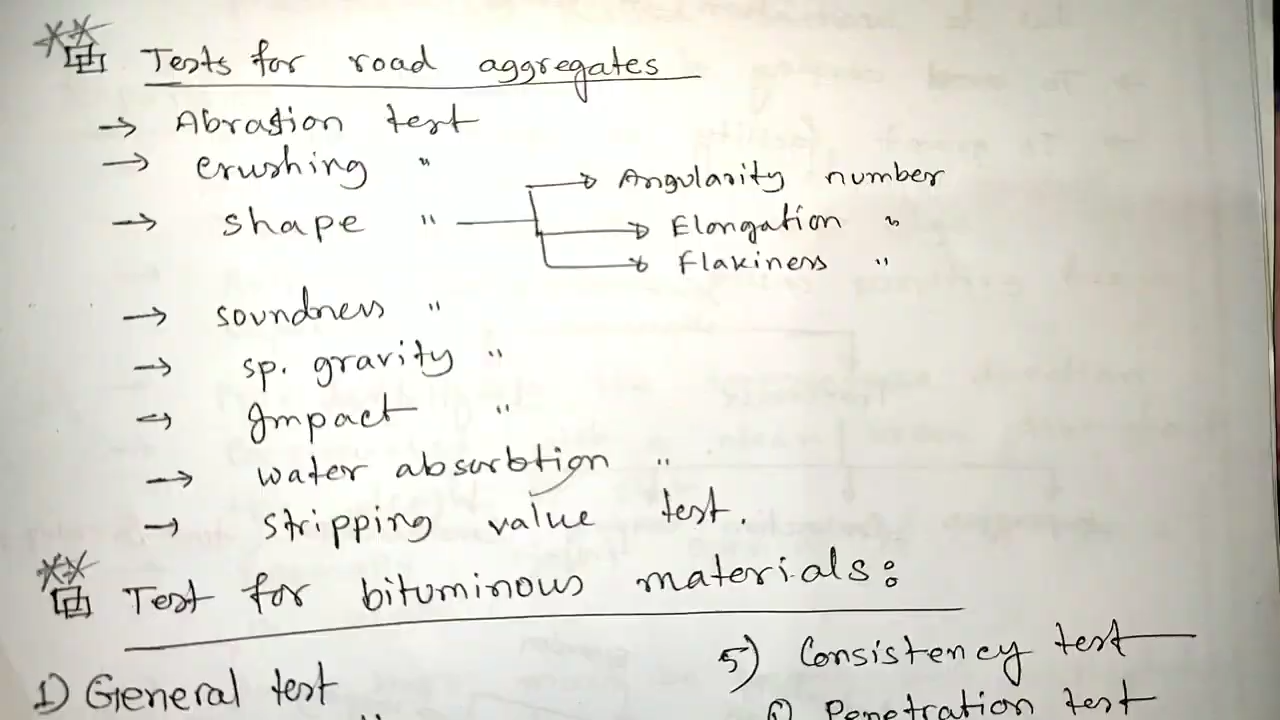 Tests for road aggregates
→ Abrasion test
→ crushing "
→ shape " → Angularity number
→ Elongation "
→ Flakiness "
→ soundness "
→ sp. gravity "
→ Impact "
→ water absorbtion "
→ stripping value test.
Test for bituminous materials:
1) General test
5) Consistency test
① Penetration test